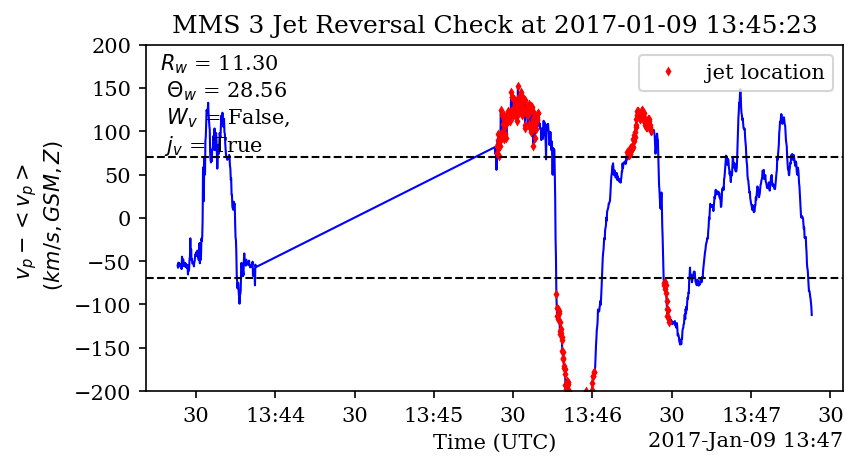 MMS 3 Jet Reversal Check at 2017-01-09 13:45:23
R_w = 11.30
Θ_w = 28.56
W_v = False,
j_v = True
jet location
200
150
100
50
0
−50
−100
−150
−200
v_p − < v_p >
(km/s, GSM, Z)
30 13:44 30 13:45 30 13:46 30 13:47 30
Time (UTC)
2017-Jan-09 13:47